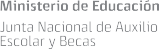 Ministerio de Educación
Junta Nacional de Auxilio
Escolar y Becas